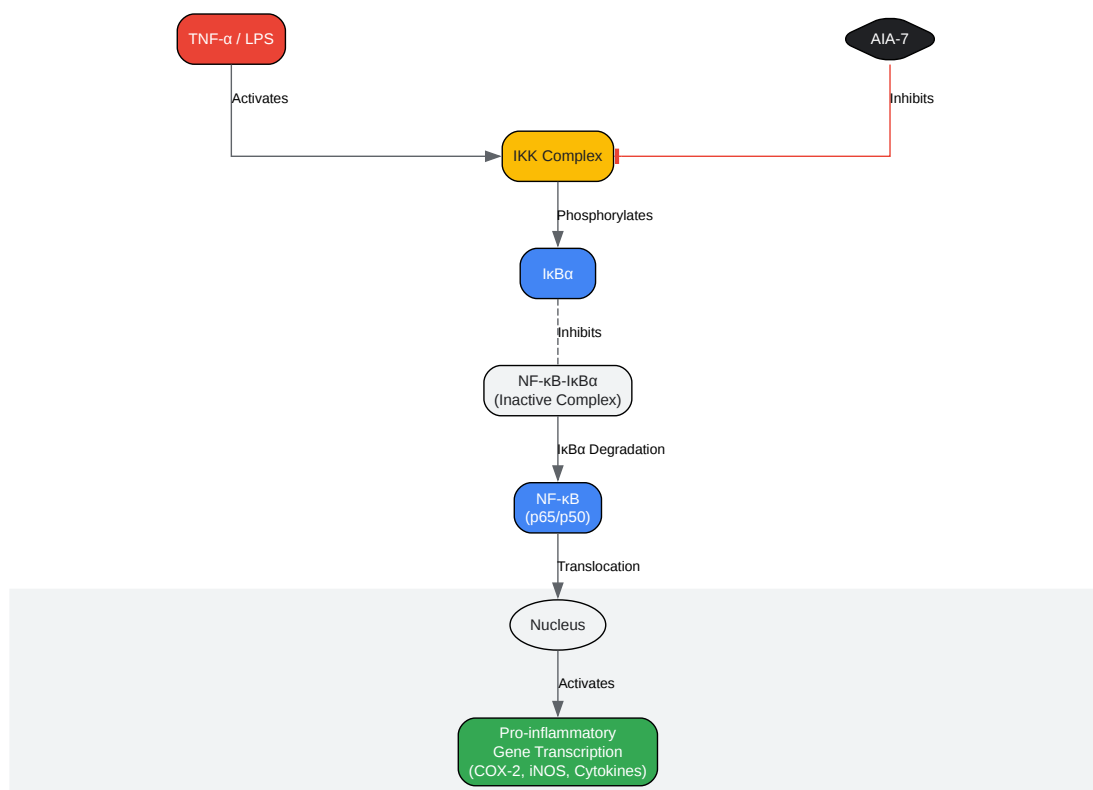 TNF-α / LPS
AIA-7
Activates
Inhibits
IKK Complex
Phosphorylates
IκBα
Inhibits
NF-κB-IκBα
(Inactive Complex)
IκBα Degradation
NF-κB
(p65/p50)
Translocation
Nucleus
Activates
Pro-inflammatory
Gene Transcription
(COX-2, iNOS, Cytokines)